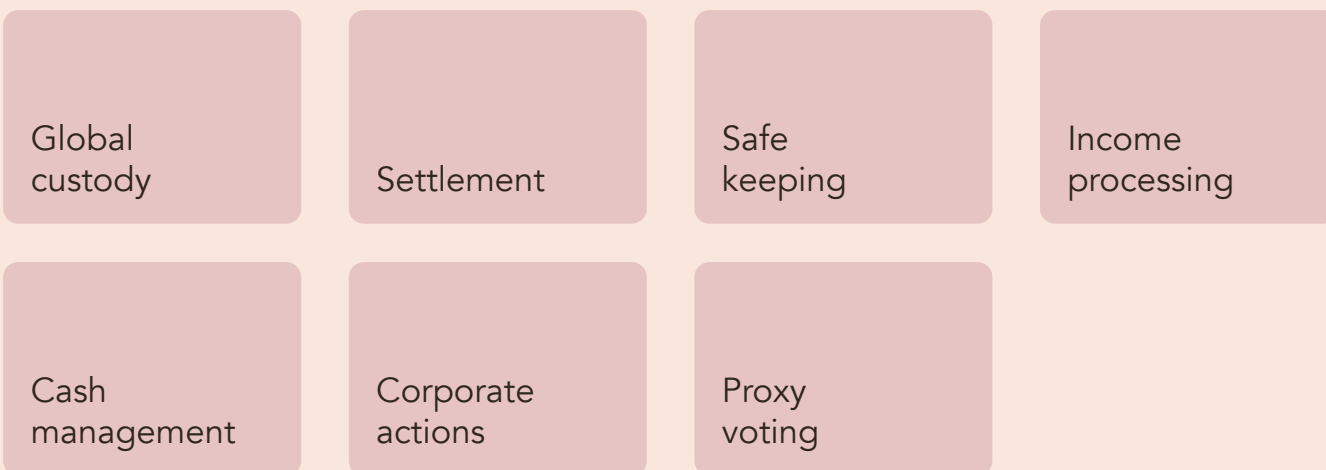 Global
custody
Settlement
Safe
keeping
Income
processing
Cash
management
Corporate
actions
Proxy
voting